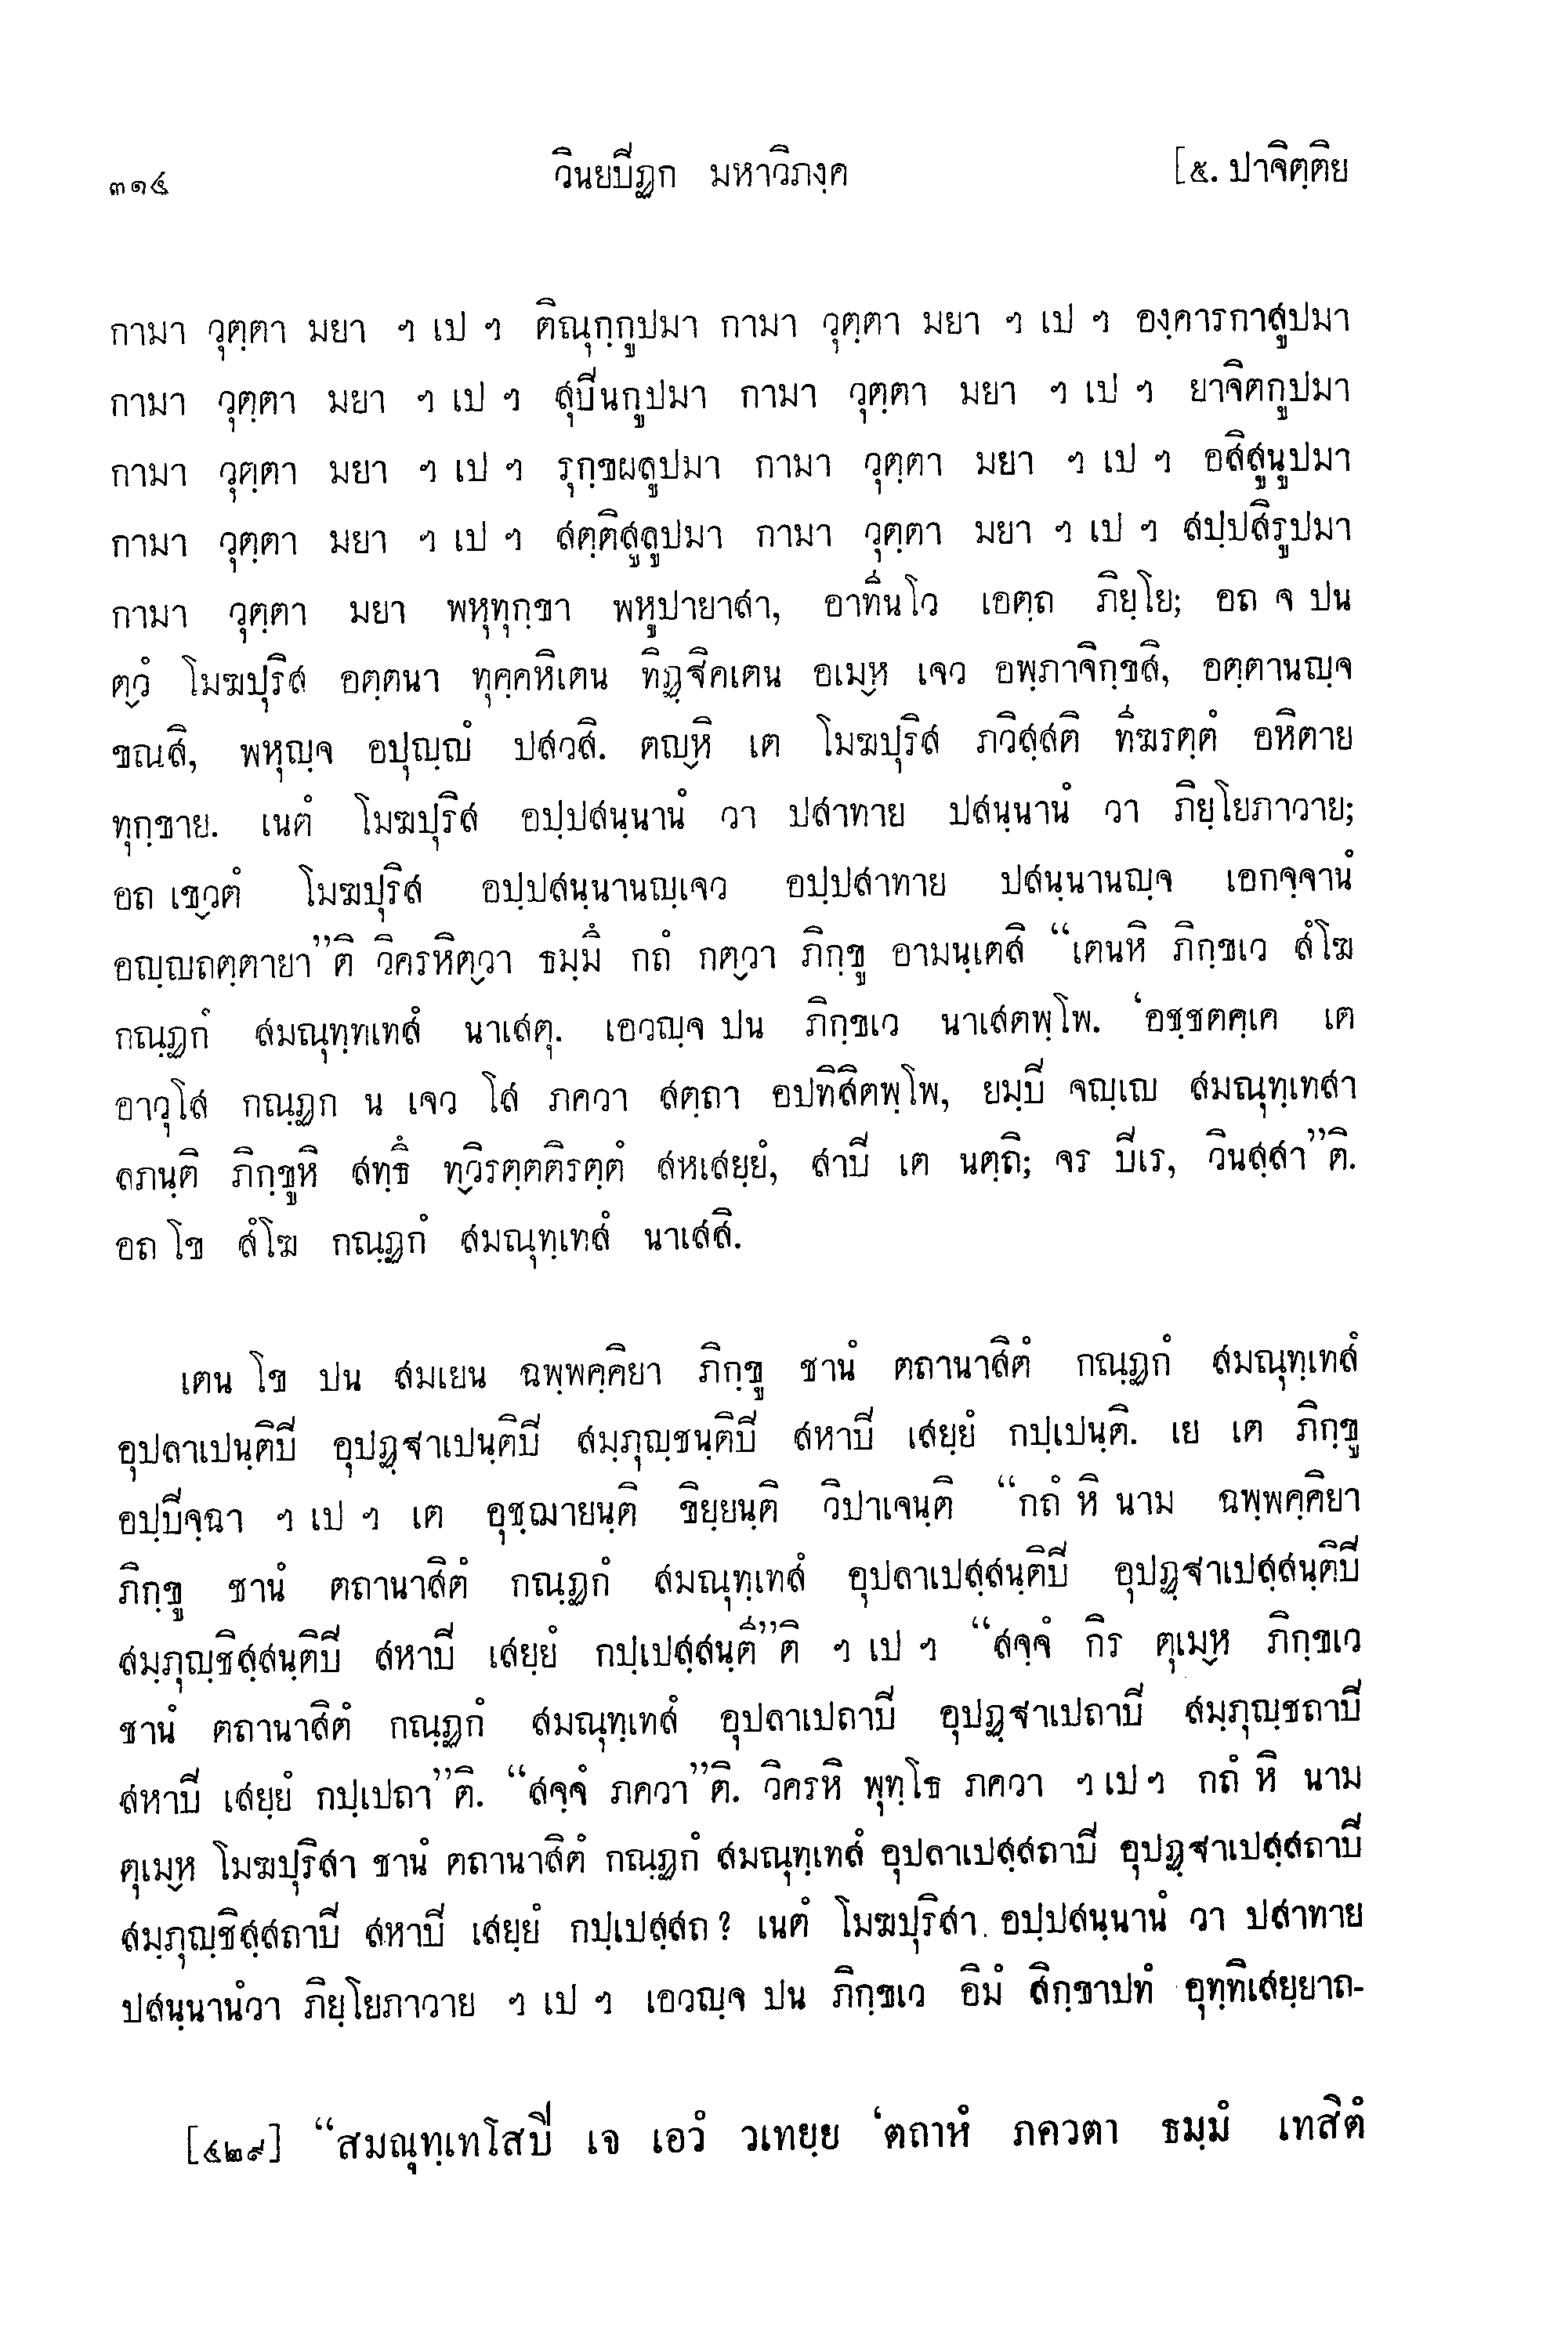 ๓๑๔ วินยปิฏก มหาวิภงฺค [๕. ปาจิตฺติย
กามา วุตฺตา มยา ฯ เป ฯ ติณุกฺกูปมา กามา วุตฺตา มยา ฯ เป ฯ องฺคารกาสูปมา
กามา วุตฺตา มยา ฯ เป ฯ สุปินกูปมา กามา วุตฺตา มยา ฯ เป ฯ ยาจิตกูปมา
กามา วุตฺตา มยา ฯ เป ฯ รุกฺขผลูปมา กามา วุตฺตา มยา ฯ เป ฯ อสิสูนูปมา
กามา วุตฺตา มยา ฯ เป ฯ สตฺติสูลูปมา กามา วุตฺตา มยา ฯ เป ฯ สปฺปสิรูปมา
กามา วุตฺตา มยา พหุทุกฺขา พหูปายาสา, อาทีนโว เอตฺถ ภิยฺโย; อถ จ ปน
ตฺวํ โมฆปุริส อตฺตนา ทุคฺคหิเตน ทิฏฺฐิคเตน อเมฺห เจว อพฺภาจิกฺขสิ, อตฺตานญฺจ
ขณสิ, พหุญฺจ อปุญฺญํ ปสวสิ. ตญฺหิ เต โมฆปุริส ภวิสฺสติ ทีฆรตฺตํ อหิตาย
ทุกฺขาย. เนตํ โมฆปุริส อปฺปสนฺนานํ วา ปสาทาย ปสนฺนานํ วา ภิยฺโยภาวาย;
อถ เขฺวตํ โมฆปุริส อปฺปสนฺนานญฺเจว อปฺปสาทาย ปสนฺนานญฺจ เอกจฺจานํ
อญฺญถตฺตายา”ติ วิครหิตฺวา ธมฺมึ กถํ กตฺวา ภิกฺขู อามนฺเตสิ “เตนหิ ภิกฺขเว สํโฆ
กณฺฏกํ สมณุทฺทเทสํ นาเสตุ. เอวญฺจ ปน ภิกฺขเว นาเสตพฺโพ. ‘อชฺชตคฺเค เต
อาวุโส กณฺฏก น เจว โส ภควา สตฺถา อปทิสิตพฺโพ, ยมฺปิ จญฺเญ สมณุทฺเทสา
ลภนฺติ ภิกฺขูหิ สทฺธึ ทฺวิรตฺตติรตฺตํ สหเสยฺยํ, สาปิ เต นตฺถิ; จร ปิเร, วินสฺสา”ติ.
อถ โข สํโฆ กณฺฏกํ สมณุทฺเทสํ นาเสสิ.
เตน โข ปน สมเยน ฉพฺพคฺคิยา ภิกฺขู ชานํ ตถานาสิตํ กณฺฏกํ สมณุทฺเทสํ
อุปลาเปนฺติปิ อุปฏฺฐาเปนฺติปิ สมฺภุญฺชนฺติปิ สหาปิ เสยฺยํ กปฺเปนฺติ. เย เต ภิกฺขู
อปฺปิจฺฉา ฯ เป ฯ เต อุชฺฌายนฺติ ขิยฺยนฺติ วิปาเจนฺติ “กถํ หิ นาม ฉพฺพคฺคิยา
ภิกฺขู ชานํ ตถานาสิตํ กณฺฏกํ สมณุทฺเทสํ อุปลาเปสฺสนฺติปิ อุปฏฺฐาเปสฺสนฺติปิ
สมฺภุญฺชิสฺสนฺติปิ สหาปิ เสยฺยํ กปฺเปสฺสนฺตี”ติ ฯ เป ฯ “สจฺจํ กิร ตุเมฺห ภิกฺขเว
ชานํ ตถานาสิตํ กณฺฏกํ สมณุทฺเทสํ อุปลาเปถาปิ อุปฏฺฐาเปถาปิ สมฺภุญฺชถาปิ
สหาปิ เสยฺยํ กปฺเปถา”ติ. “สจฺจํ ภควา”ติ. วิครหิ พุทฺโธ ภควา ฯ เป ฯ กถํ หิ นาม
ตุเมฺห โมฆปุริสา ชานํ ตถานาสิตํ กณฺฏกํ สมณุทฺเทสํ อุปลาเปสฺสถาปิ อุปฏฺฐาเปสฺสถาปิ
สมฺภุญฺชิสฺสถาปิ สหาปิ เสยฺยํ กปฺเปสฺสถ ? เนตํ โมฆปุริสา อปฺปสนฺนานํ วา ปสาทาย
ปสนฺนานํวา ภิยฺโยภาวาย ฯ เป ฯ เอวญฺจ ปน ภิกฺขเว อิมํ สิกฺขาปทํ อุทฺทิเสยฺยาถ-
[๔๒๙] “สมณุทฺเทโสปิ เจ เอวํ วเทยฺย ‘ตถาหํ ภควตา ธมฺมํ เทสิตํ